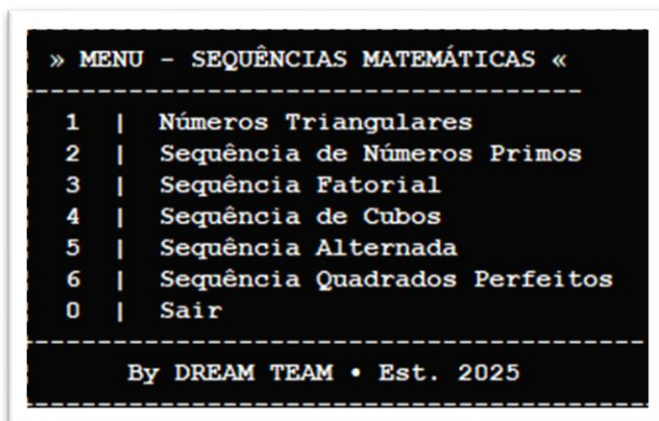 » MENU - SEQUÊNCIAS MATEMÁTICAS «
------------------------------------
1 | Números Triangulares
2 | Sequência de Números Primos
3 | Sequência Fatorial
4 | Sequência de Cubos
5 | Sequência Alternada
6 | Sequência Quadrados Perfeitos
0 | Sair
----------------------------------------
By DREAM TEAM • Est. 2025
----------------------------------------